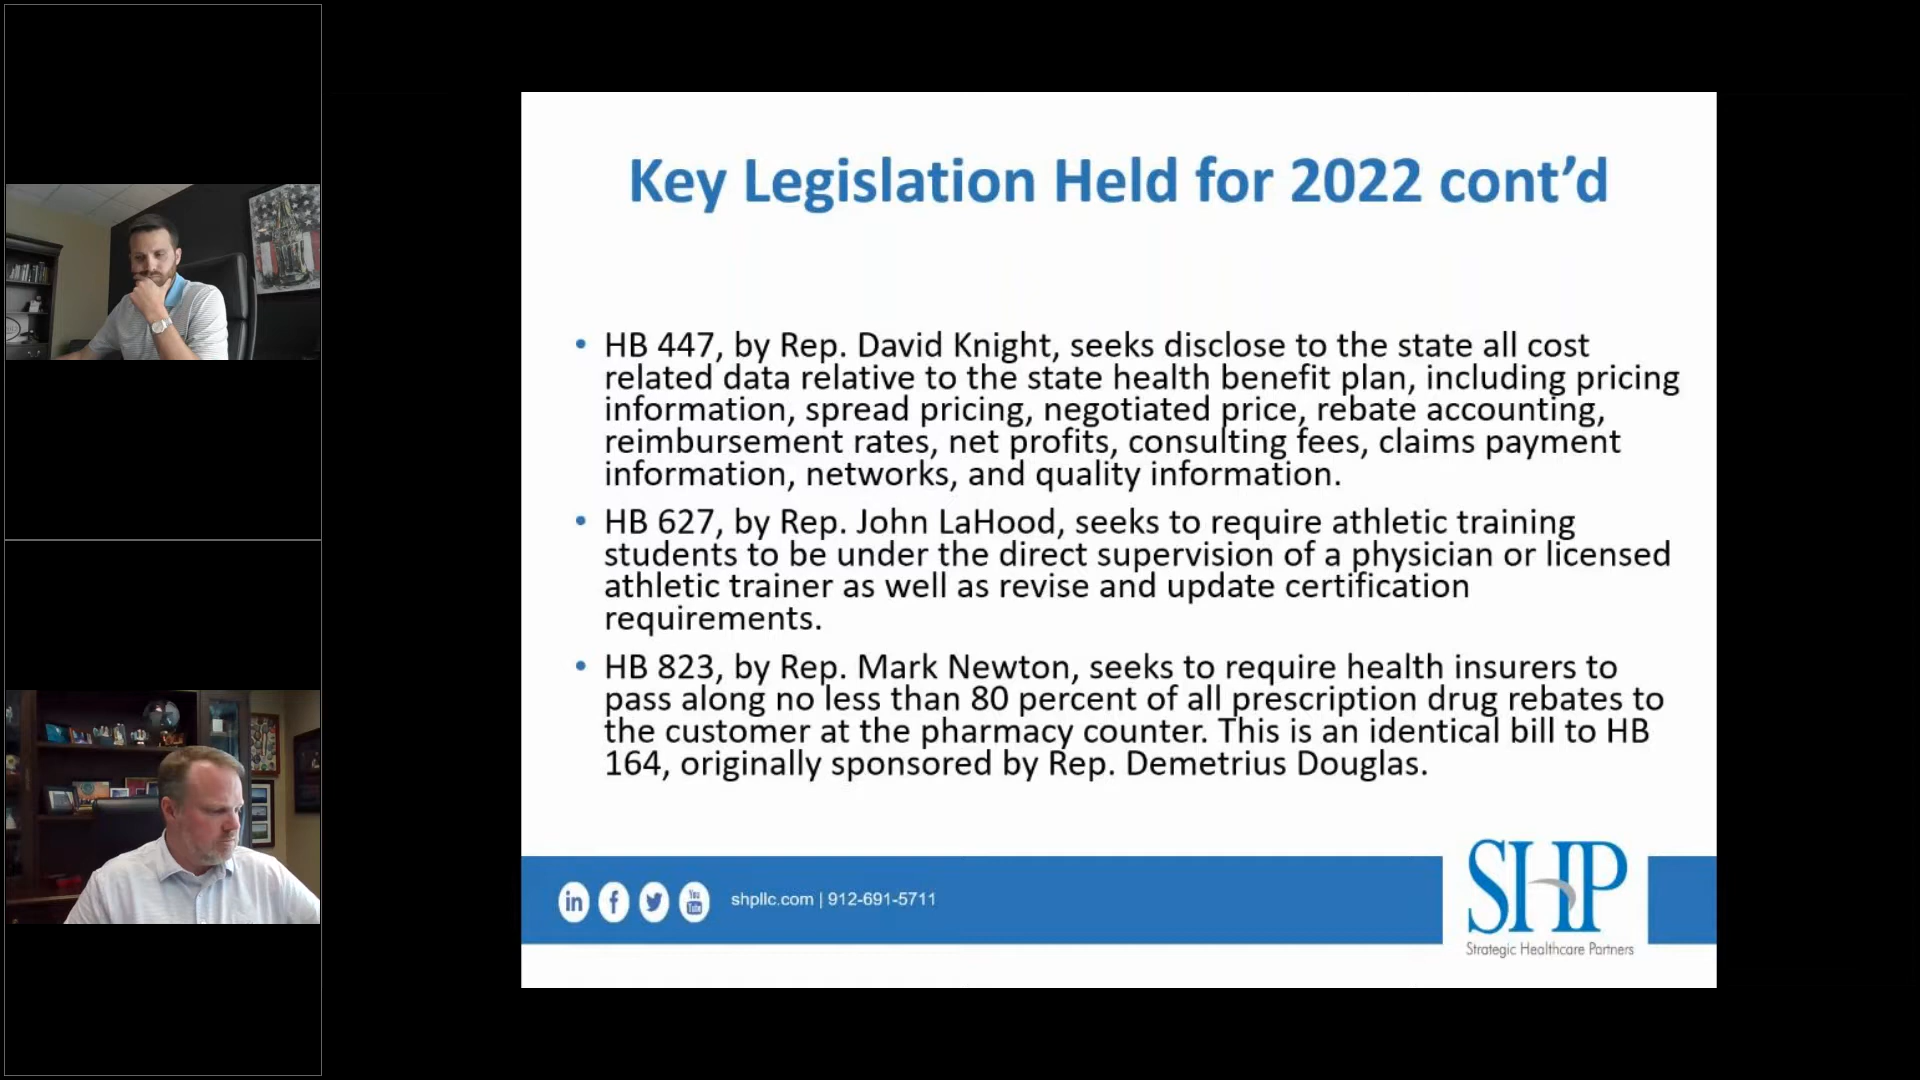 Key Legislation Held for 2022 cont’d
• HB 447, by Rep. David Knight, seeks disclose to the state all cost
related data relative to the state health benefit plan, including pricing
information, spread pricing, negotiated price, rebate accounting,
reimbursement rates, net profits, consulting fees, claims payment
information, networks, and quality information.
• HB 627, by Rep. John LaHood, seeks to require athletic training
students to be under the direct supervision of a physician or licensed
athletic trainer as well as revise and update certification
requirements.
• HB 823, by Rep. Mark Newton, seeks to require health insurers to
pass along no less than 80 percent of all prescription drug rebates to
the customer at the pharmacy counter. This is an identical bill to HB
164, originally sponsored by Rep. Demetrius Douglas.
in f You Tube shpllc.com | 912-691-5711
SHP
Strategic Healthcare Partners